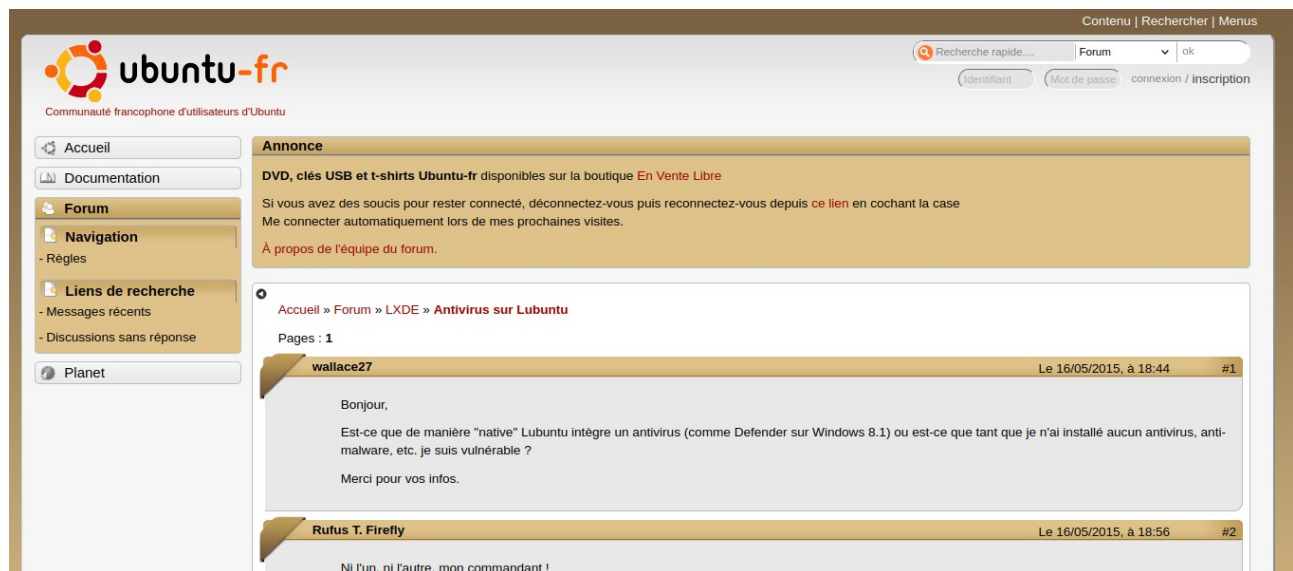 Contenu | Rechercher | Menus
ubuntu-fr
Communauté francophone d'utilisateurs d'Ubuntu
Recherche rapide.... Forum ok
Identifiant Mot de passe connexion / inscription
Accueil
Documentation
Forum
Navigation
- Règles
Liens de recherche
- Messages récents
- Discussions sans réponse
Planet
Annonce
DVD, clés USB et t-shirts Ubuntu-fr disponibles sur la boutique En Vente Libre
Si vous avez des soucis pour rester connecté, déconnectez-vous puis reconnectez-vous depuis ce lien en cochant la case
Me connecter automatiquement lors de mes prochaines visites.
À propos de l'équipe du forum.
Accueil » Forum » LXDE » Antivirus sur Lubuntu
Pages : 1
wallace27 Le 16/05/2015, à 18:44 #1
Bonjour,
Est-ce que de manière "native" Lubuntu intègre un antivirus (comme Defender sur Windows 8.1) ou est-ce que tant que je n'ai installé aucun antivirus, anti-
malware, etc. je suis vulnérable ?
Merci pour vos infos.
Rufus T. Firefly Le 16/05/2015, à 18:56 #2
Ni l'un, ni l'autre, mon commandant !